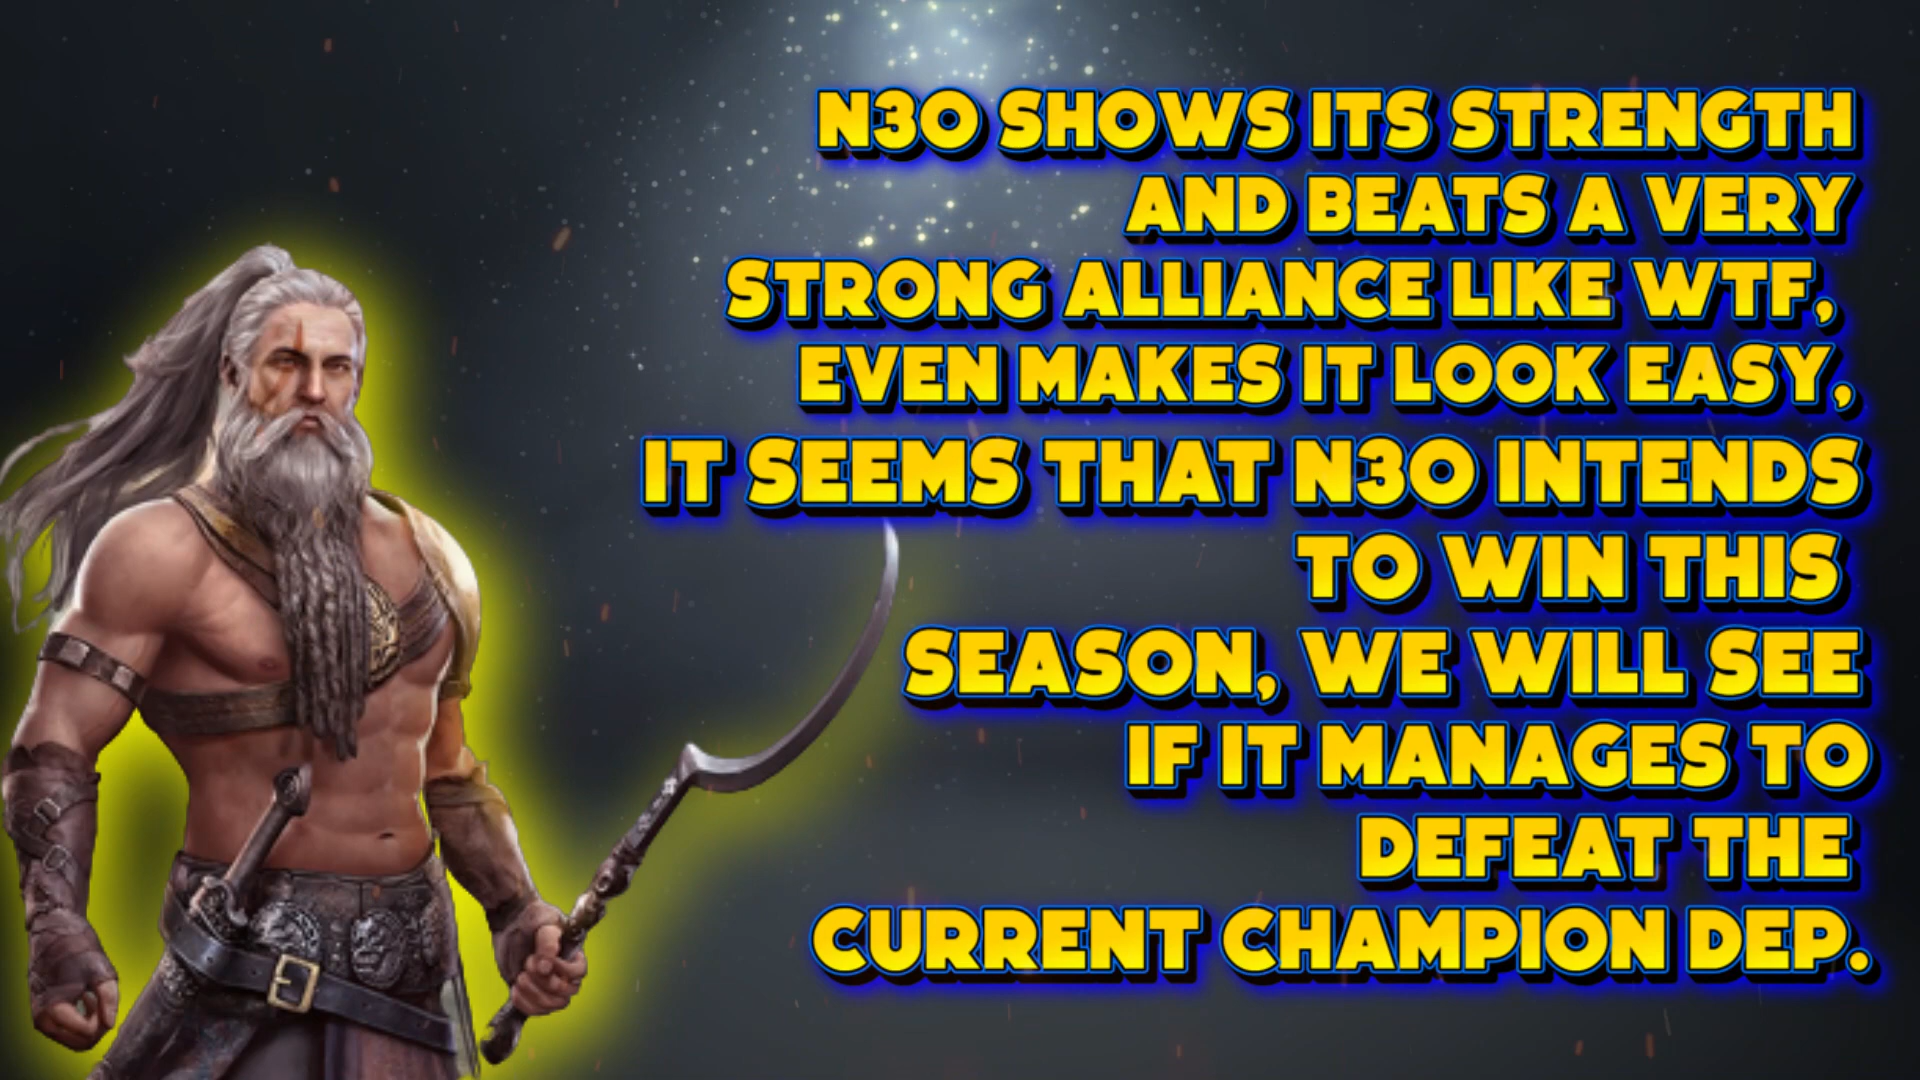 N3O SHOWS ITS STRENGTH
AND BEATS A VERY
STRONG ALLIANCE LIKE WTF,
EVEN MAKES IT LOOK EASY,
IT SEEMS THAT N3O INTENDS
TO WIN THIS
SEASON, WE WILL SEE
IF IT MANAGES TO
DEFEAT THE
CURRENT CHAMPION DEP.